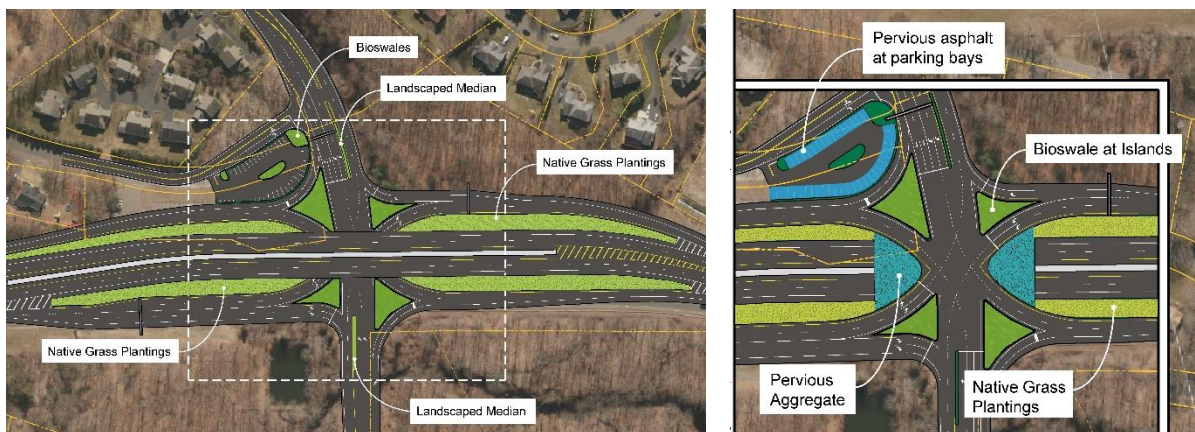 Bioswales
Landscaped Median
Native Grass Plantings
Native Grass Plantings
Landscaped Median
Pervious asphalt
at parking bays
Bioswale at Islands
Pervious
Aggregate
Native Grass
Plantings